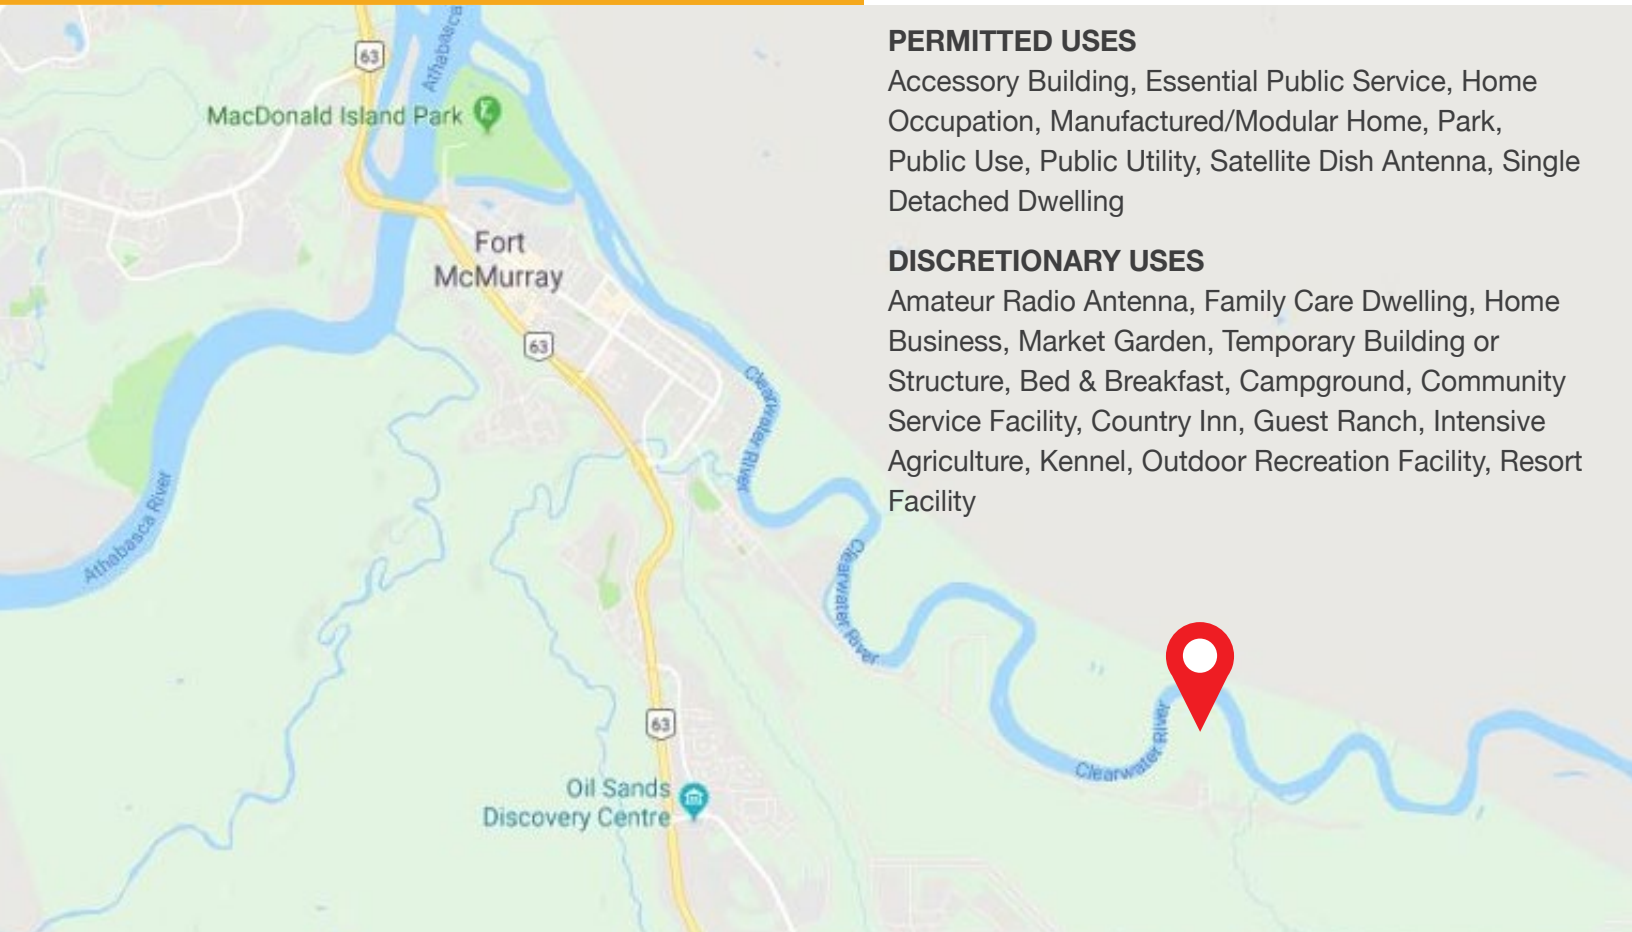 PERMITTED USES
Accessory Building, Essential Public Service, Home
Occupation, Manufactured/Modular Home, Park,
Public Use, Public Utility, Satellite Dish Antenna, Single
Detached Dwelling
DISCRETIONARY USES
Amateur Radio Antenna, Family Care Dwelling, Home
Business, Market Garden, Temporary Building or
Structure, Bed & Breakfast, Campground, Community
Service Facility, Country Inn, Guest Ranch, Intensive
Agriculture, Kennel, Outdoor Recreation Facility, Resort
Facility
63
Athabasca
MacDonald Island Park
Fort
McMurray
63
Clearwater River
Athabasca River
Clearwater River
63
Clearwater River
Oil Sands
Discovery Centre